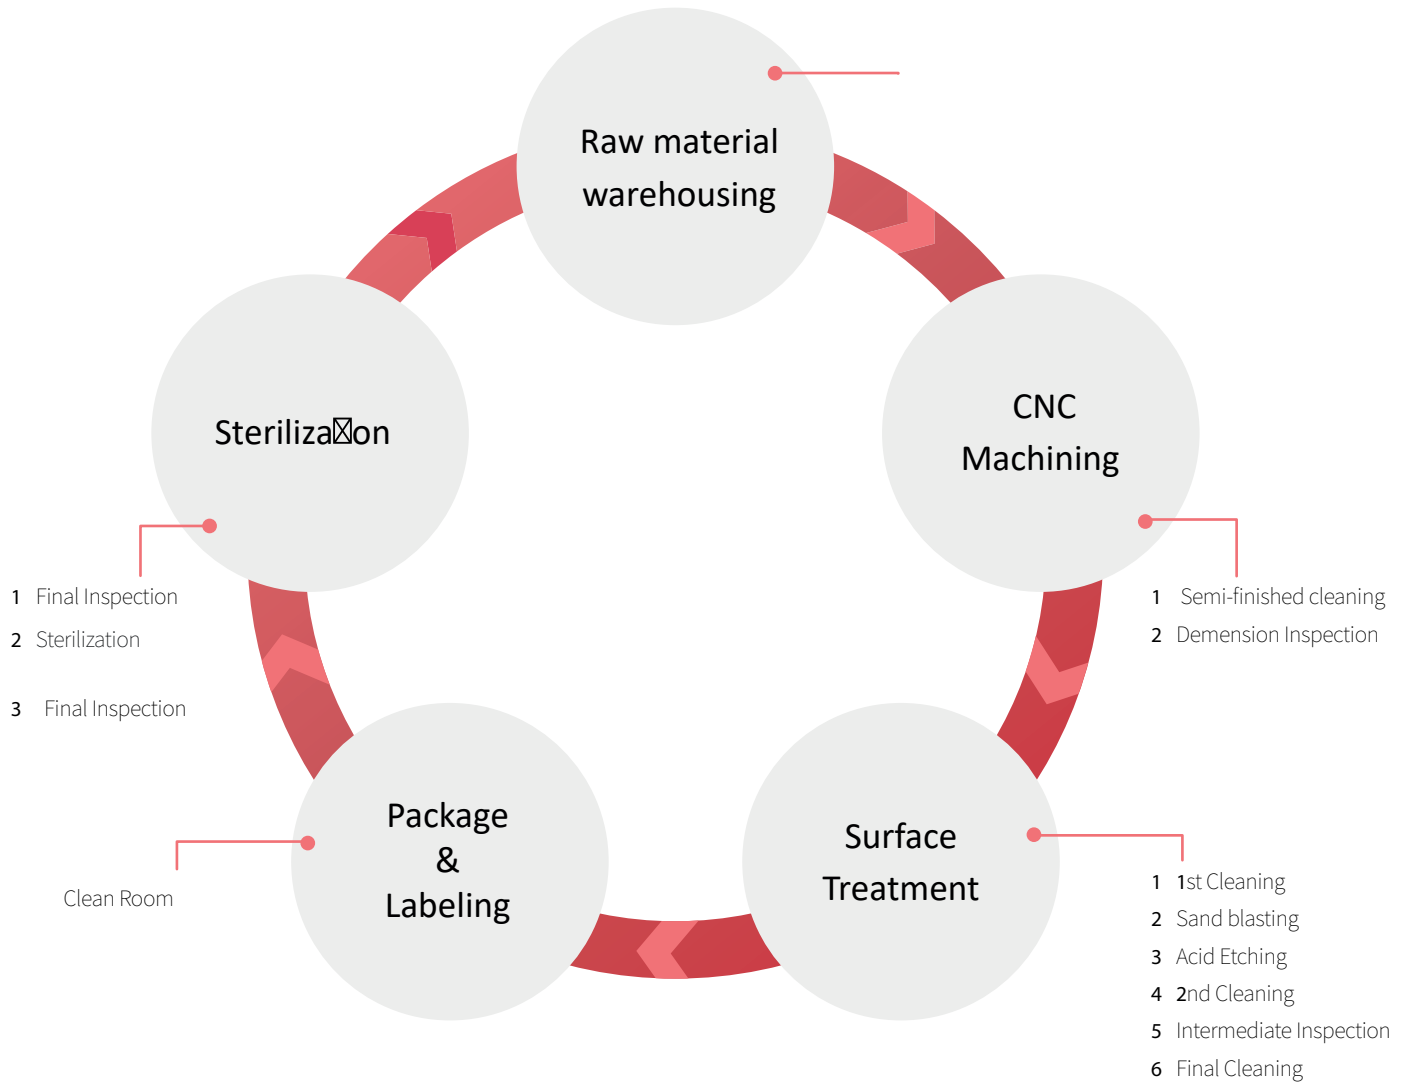 Raw material
warehousing
CNC
Machining
1 Semi-finished cleaning
2 Demension Inspection
Surface
Treatment
1 1st Cleaning
2 Sand blasting
3 Acid Etching
4 2nd Cleaning
5 Intermediate Inspection
6 Final Cleaning
Package
&
Labeling
Clean Room
Steriliza☒on
1 Final Inspection
2 Sterilization
3 Final Inspection